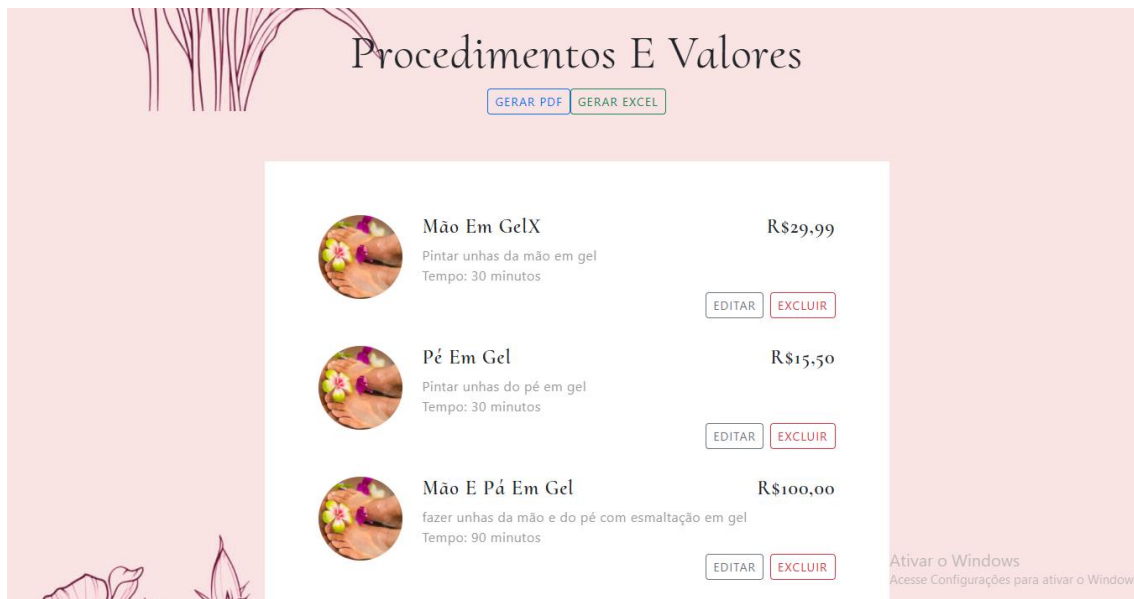 Procedimentos E Valores
GERAR PDF GERAR EXCEL
Mão Em GelX R$29,99
Pintar unhas da mão em gel
Tempo: 30 minutos
EDITAR EXCLUIR
Pé Em Gel R$15,50
Pintar unhas do pé em gel
Tempo: 30 minutos
EDITAR EXCLUIR
Mão E Pá Em Gel R$100,00
fazer unhas da mão e do pé com esmaltação em gel
Tempo: 90 minutos
EDITAR EXCLUIR
Ativar o Windows
Acesse Configurações para ativar o Window